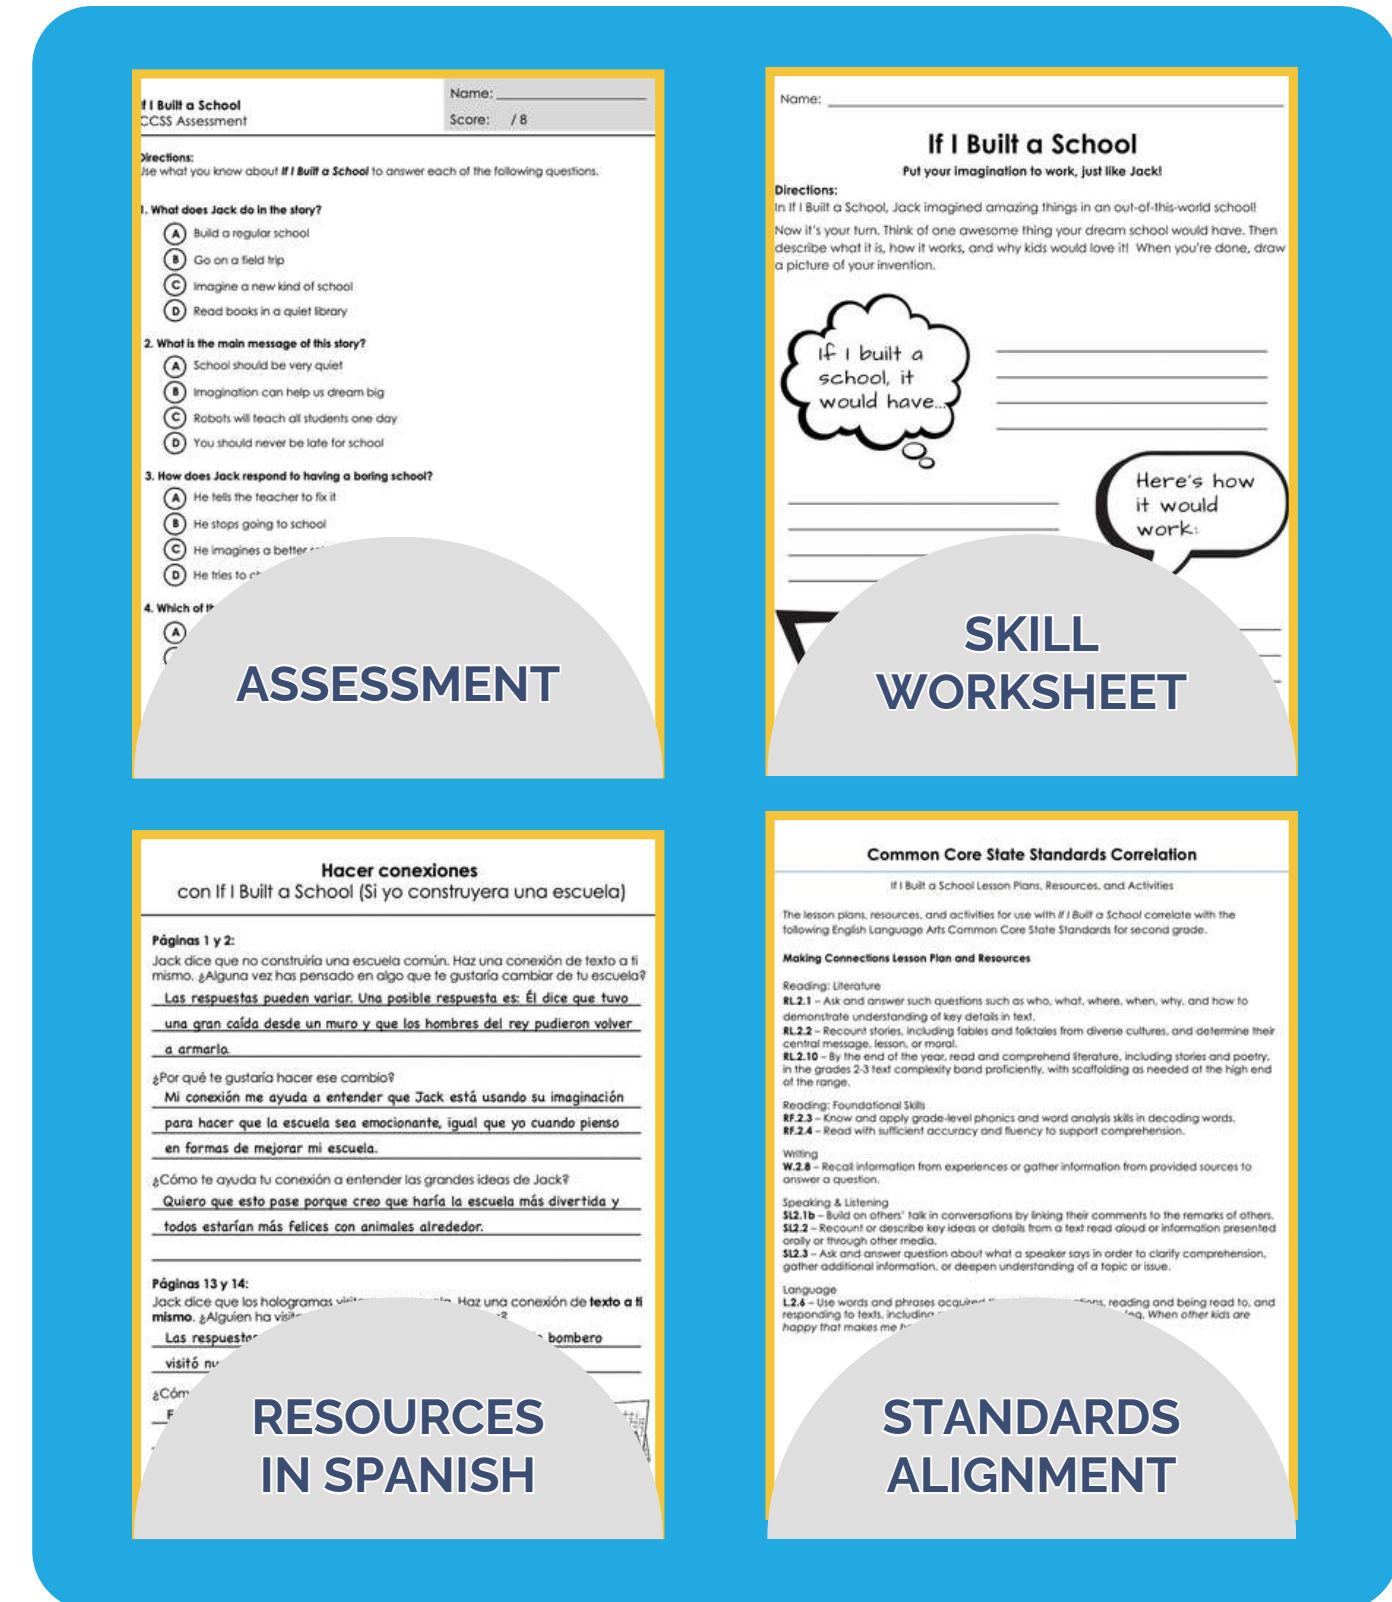 If I Built a School
CCSS Assessment
Name:
Score: / 8
Directions:
Use what you know about If I Built a School to answer each of the following questions.
1. What does Jack do in the story?
A Build a regular school
B Go on a field trip
C Imagine a new kind of school
D Read books in a quiet library
2. What is the main message of this story?
A School should be very quiet
B Imagination can help us dream big
C Robots will teach all students one day
D You should never be late for school
3. How does Jack respond to having a boring school?
A He tells the teacher to fix it
B He stops going to school
C He imagines a better
D He tries to
4. Which of
A
ASSESSMENT
Name:
If I Built a School
Put your imagination to work, just like Jack!
Directions:
In If I Built a School, Jack imagined amazing things in an out-of-this-world school!
Now it's your turn. Think of one awesome thing your dream school would have. Then
describe what it is, how it works, and why kids would love it! When you're done, draw
a picture of your invention.
If I built a
school, it
would have...
Here's how
it would
work:
SKILL
WORKSHEET
Hacer conexiones
con If I Built a School (Si yo construyera una escuela)
Páginas 1 y 2:
Jack dice que no construiría una escuela común. Haz una conexión de texto a ti
mismo. ¿Alguna vez has pensado en algo que te gustaría cambiar de tu escuela?
Las respuestas pueden variar. Una posible respuesta es: Él dice que tuvo
una gran caída desde un muro y que los hombres del rey pudieron volver
a armarlo.
¿Por qué te gustaría hacer ese cambio?
Mi conexión me ayuda a entender que Jack está usando su imaginación
para hacer que la escuela sea emocionante, igual que yo cuando pienso
en formas de mejorar mi escuela.
¿Cómo te ayuda tu conexión a entender las grandes ideas de Jack?
Quiero que esto pase porque creo que haría la escuela más divertida y
todos estarían más felices con animales alrededor.
Páginas 13 y 14:
Jack dice que los hologramas Haz una conexión de texto a ti
mismo. ¿Alguien ha
Las bombero
visitó
RESOURCES
IN SPANISH
Common Core State Standards Correlation
If I Built a School Lesson Plans, Resources, and Activities
The lesson plans, resources, and activities for use with If I Built a School correlate with the
following English Language Arts Common Core State Standards for second grade.
Making Connections Lesson Plan and Resources
Reading: Literature
RL.2.1 – Ask and answer such questions such as who, what, where, when, why, and how to
demonstrate understanding of key details in text.
RL.2.2 – Recount stories, including fables and folktales from diverse cultures, and determine their
central message, lesson, or moral.
RL.2.10 – By the end of the year, read and comprehend literature, including stories and poetry,
in the grades 2-3 text complexity band proficiently, with scaffolding as needed at the high end
of the range.
Reading: Foundational Skills
RF.2.3 – Know and apply grade-level phonics and word analysis skills in decoding words.
RF.2.4 – Read with sufficient accuracy and fluency to support comprehension.
Writing
W.2.8 – Recall information from experiences or gather information from provided sources to
answer a question.
Speaking & Listening
SL2.1b – Build on others' talk in conversations by linking their comments to the remarks of others.
SL2.2 – Recount or describe key ideas or details from a text read aloud or information presented
orally or through other media.
SL2.3 – Ask and answer question about what a speaker says in order to clarify comprehension,
gather additional information, or deepen understanding of a topic or issue.
Language
L.2.6 – Use words and phrases acquired reading and being read to, and
responding to texts, including When other kids are
happy that makes me
STANDARDS
ALIGNMENT